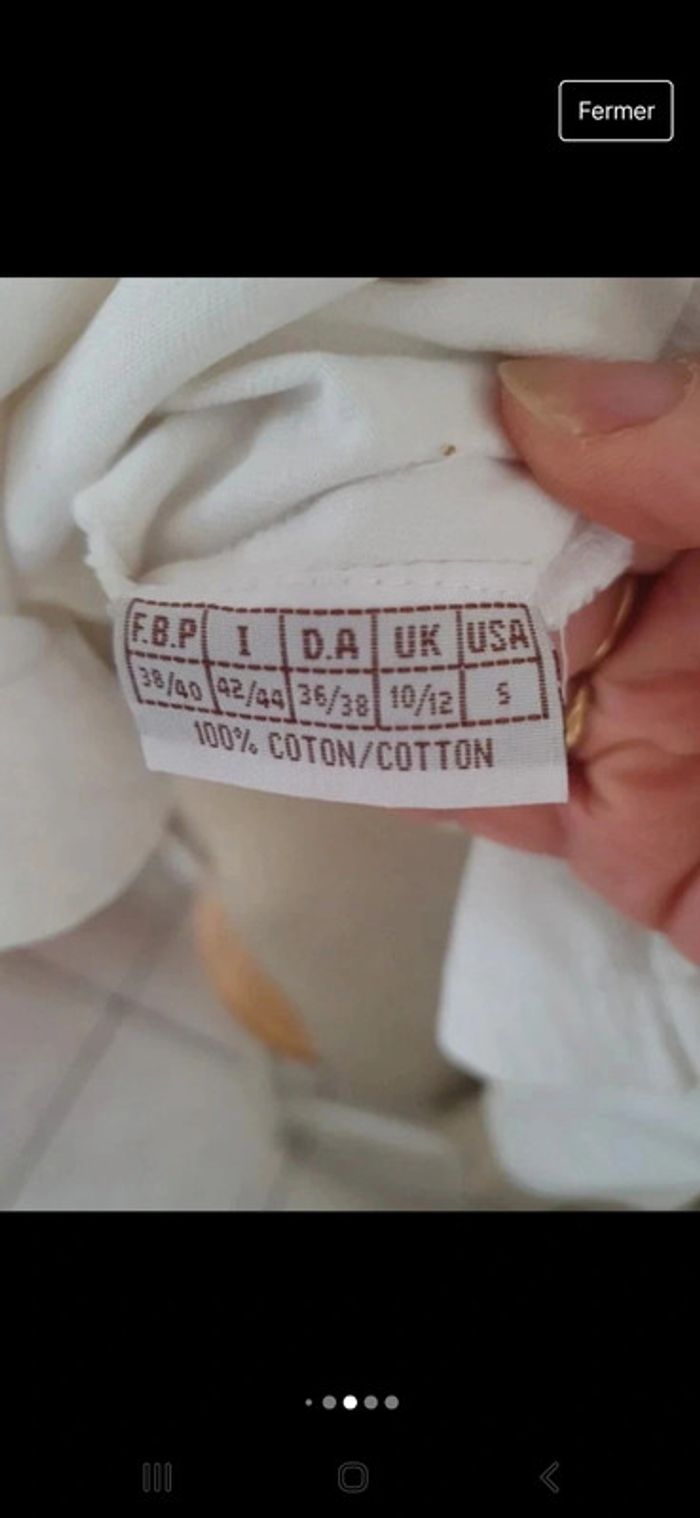 Fermer
F.B.P I D.A UK USA
38/40 42/44 36/38 10/12 S
100% COTON/COTTON